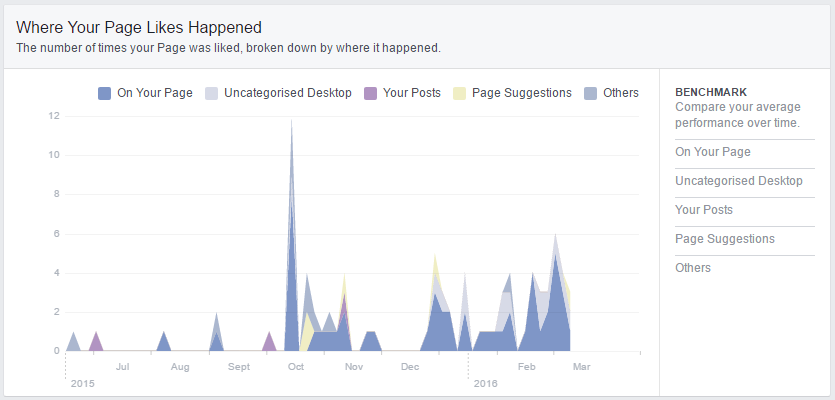 Where Your Page Likes Happened
The number of times your Page was liked, broken down by where it happened.
On Your Page Uncategorised Desktop Your Posts Page Suggestions Others
12
10
8
6
4
2
0
Jul Aug Sept Oct Nov Dec Feb Mar
2015 2016
BENCHMARK
Compare your average
performance over time.
On Your Page
Uncategorised Desktop
Your Posts
Page Suggestions
Others